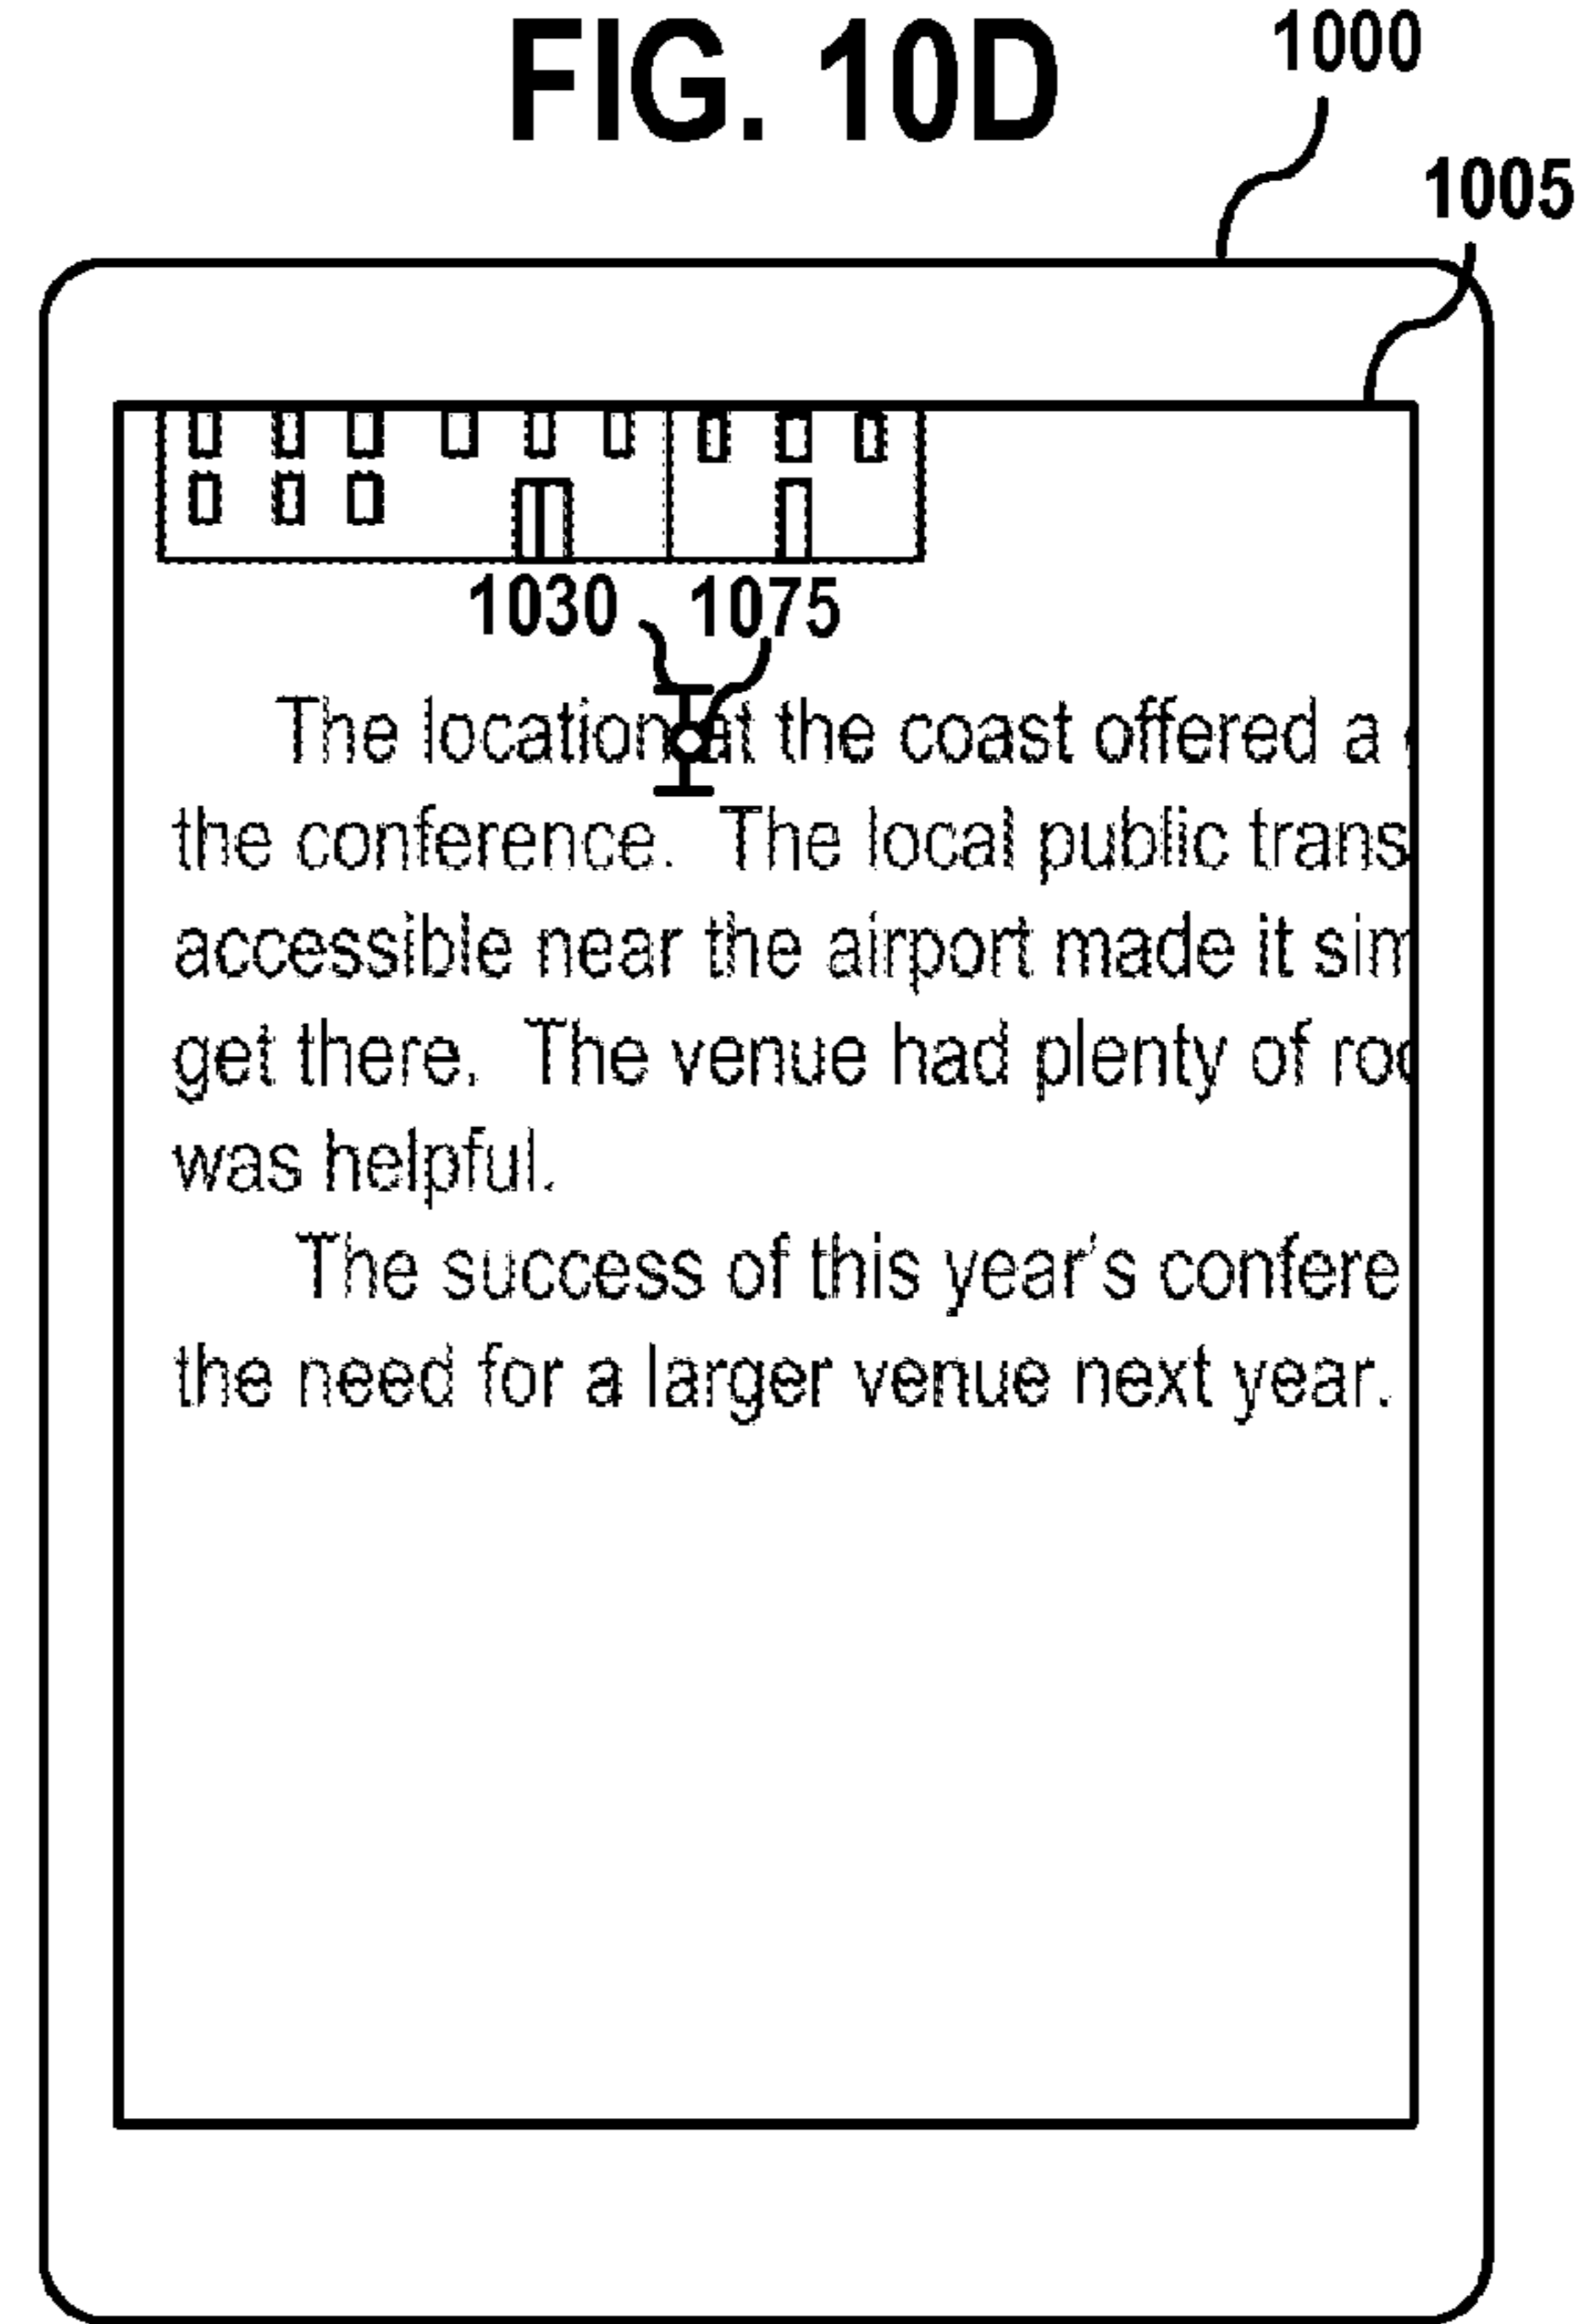 FIG. 10D
1000
1005
1030 1075
The location at the coast offered a
the conference.  The local public trans
accessible near the airport made it sim
get there.  The venue had plenty of roo
was helpful.
The success of this year's confere
the need for a larger venue next year.